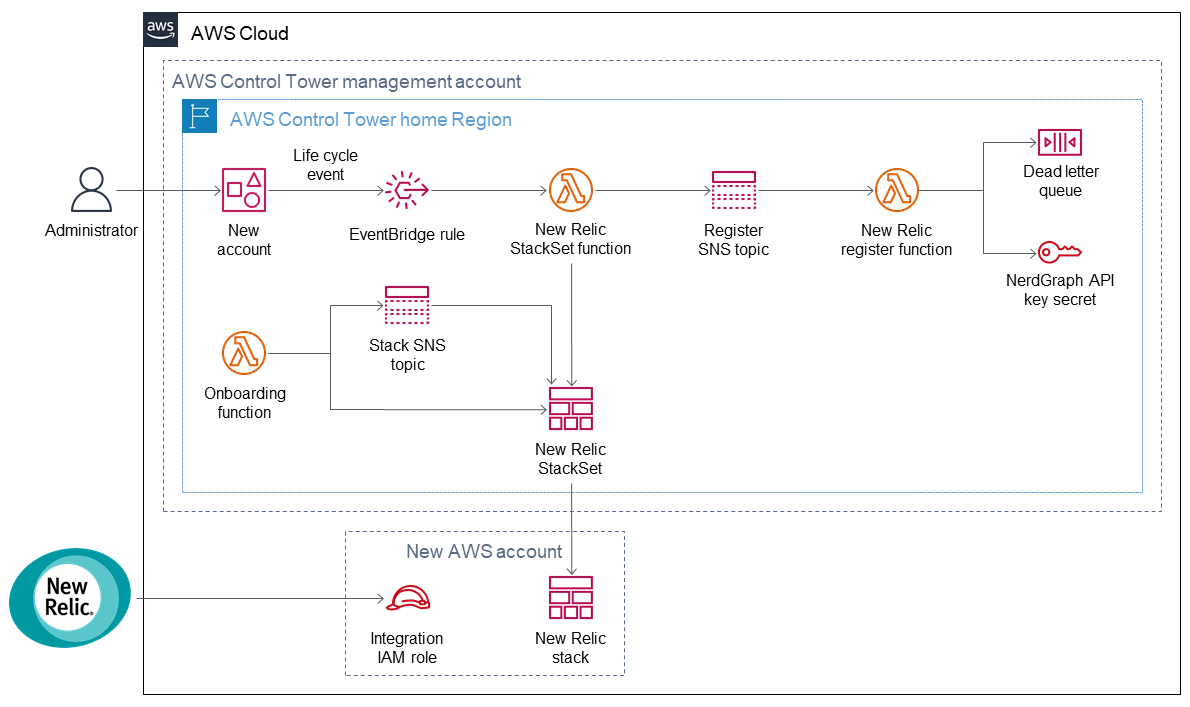 aws
AWS Cloud
AWS Control Tower management account
AWS Control Tower home Region
Life cycle
event
Administrator
New
account
EventBridge rule
New Relic
StackSet function
Register
SNS topic
New Relic
register function
Dead letter
queue
NerdGraph API
key secret
Stack SNS
topic
Onboarding
function
New Relic
StackSet
New AWS account
New
Relic.
Integration
IAM role
New Relic
stack